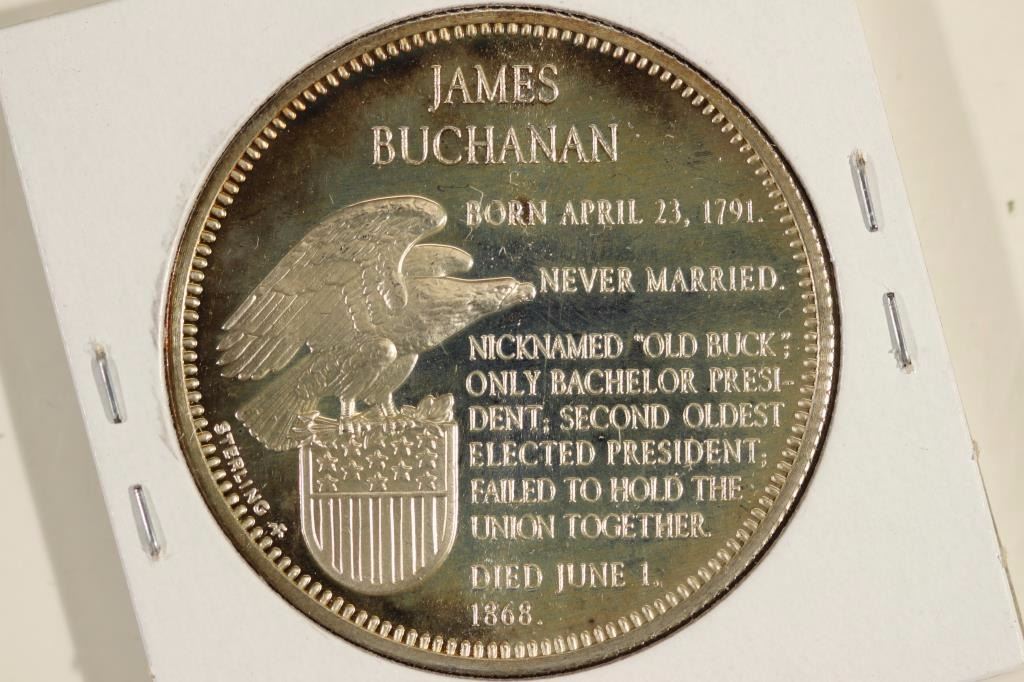 JAMES
BUCHANAN
BORN APRIL 23, 1791.
NEVER MARRIED.
NICKNAMED "OLD BUCK";
ONLY BACHELOR PRESI-
DENT; SECOND OLDEST
ELECTED PRESIDENT;
FAILED TO HOLD THE
UNION TOGETHER.
DIED JUNE 1,
1868.
STERLING